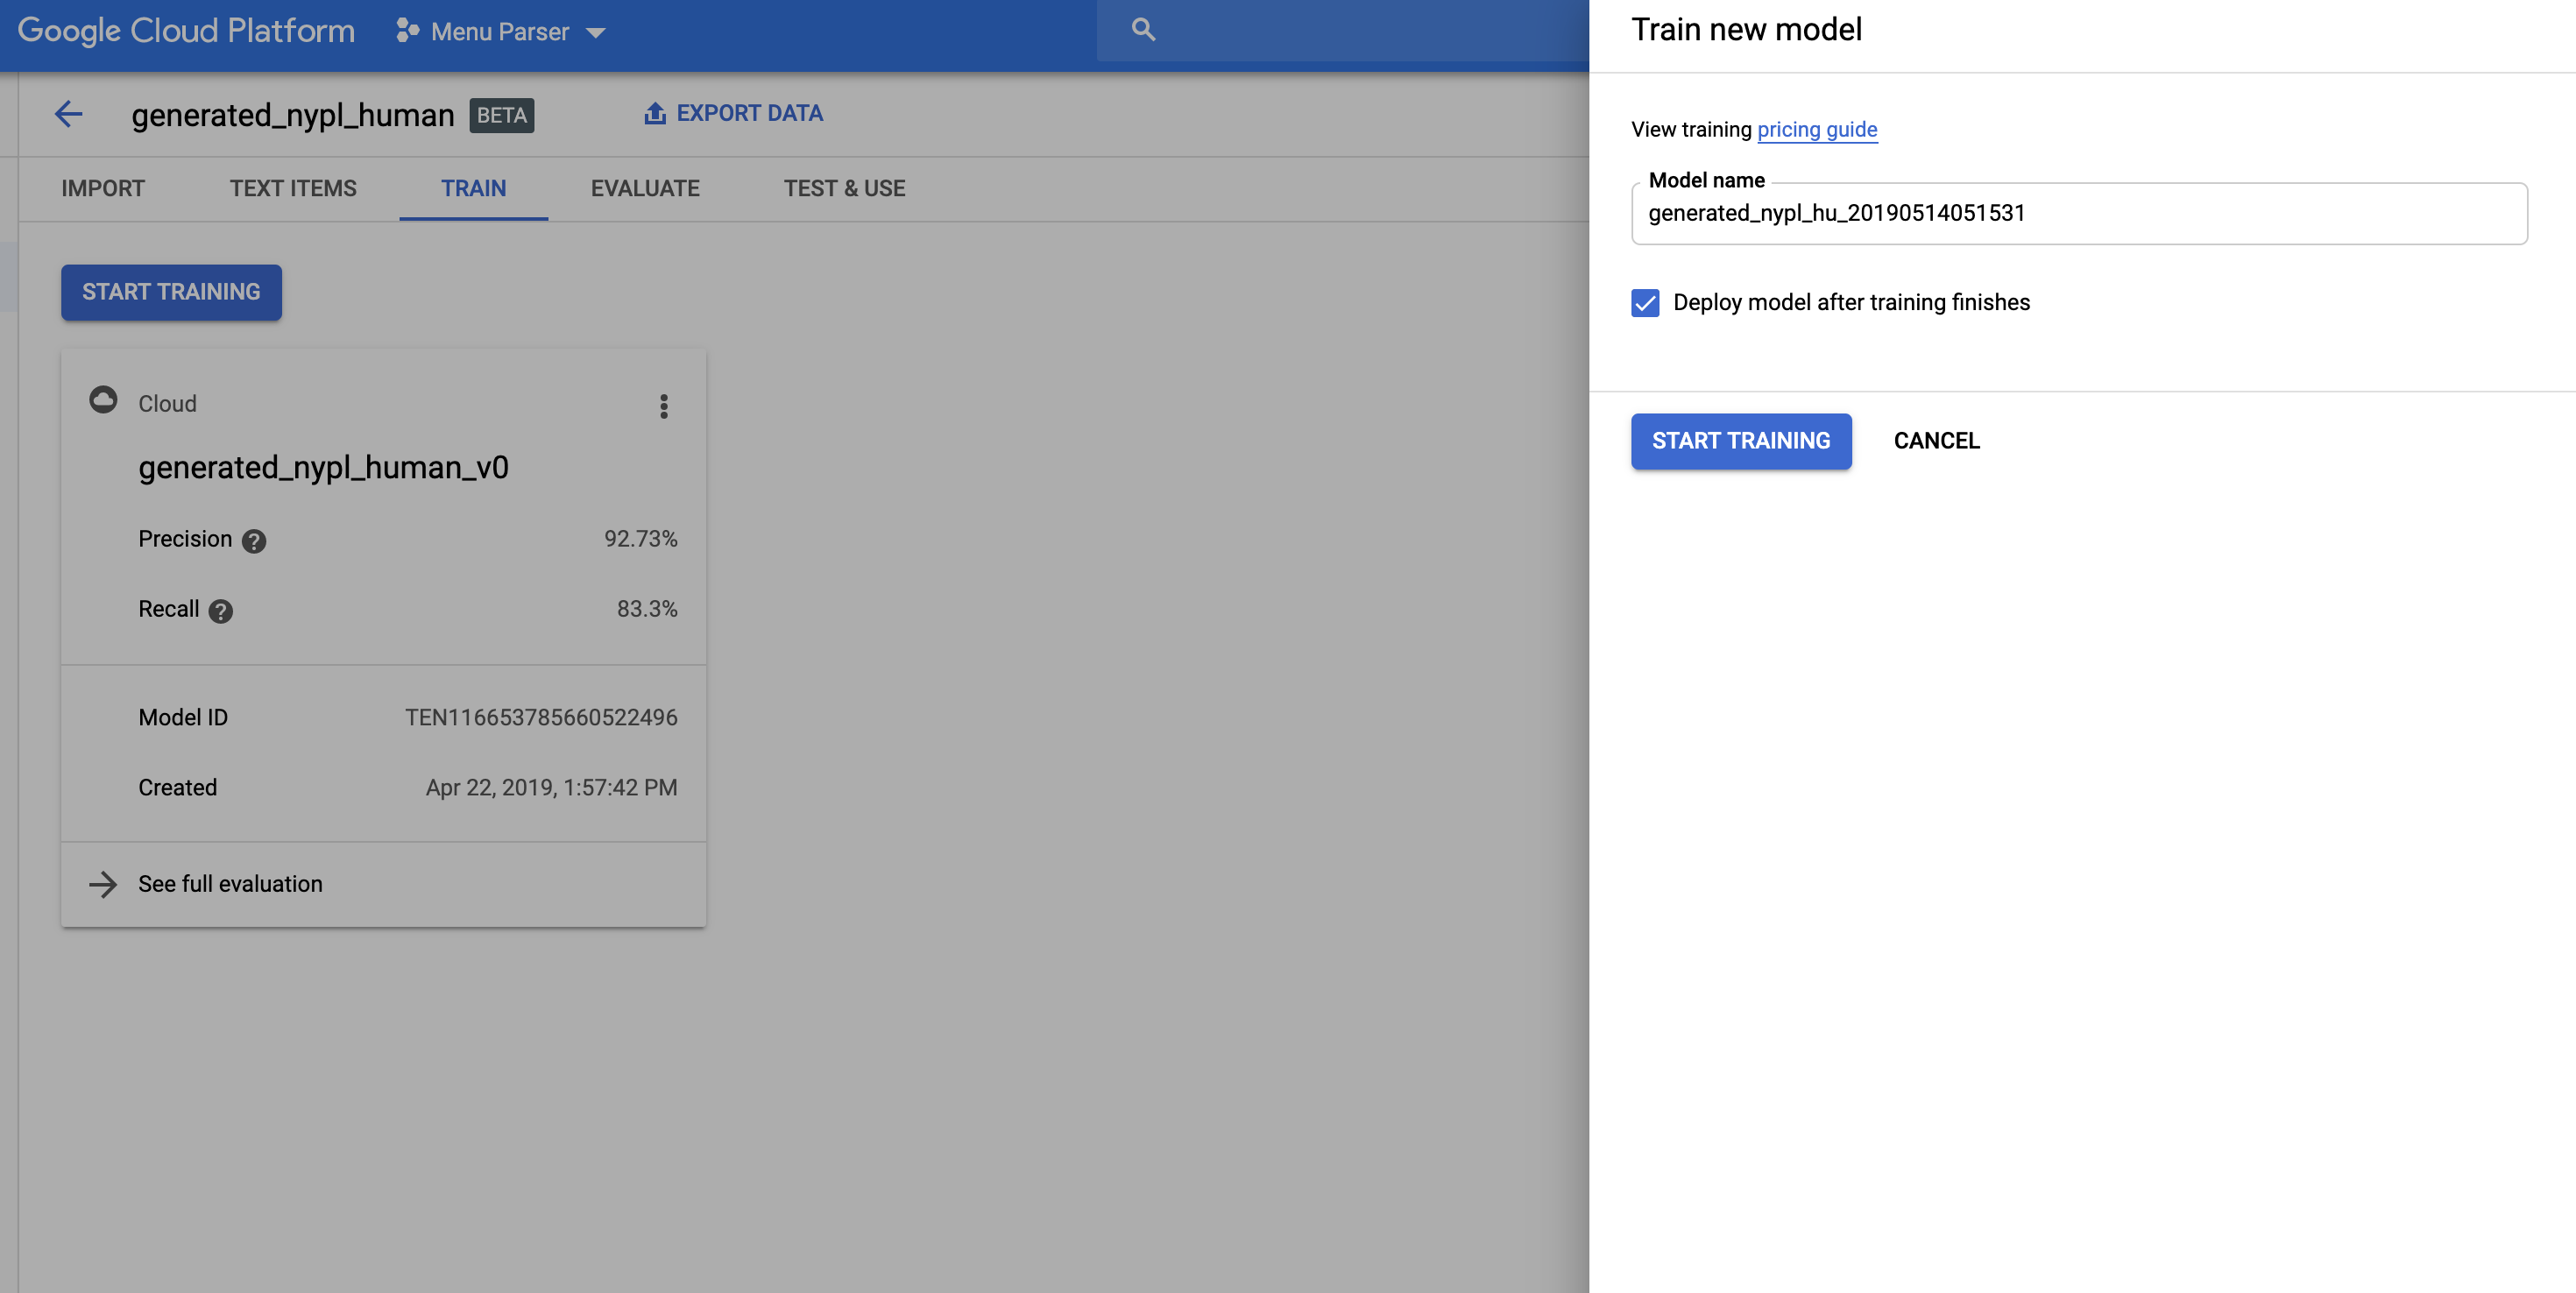 Google Cloud Platform Menu Parser
generated_nypl_human BETA EXPORT DATA
IMPORT TEXT ITEMS TRAIN EVALUATE TEST & USE
START TRAINING
Cloud
generated_nypl_human_v0
Precision ? 92.73%
Recall ? 83.3%
Model ID TEN116653785660522496
Created Apr 22, 2019, 1:57:42 PM
See full evaluation
Train new model
View training pricing guide
Model name
generated_nypl_hu_20190514051531
Deploy model after training finishes
START TRAINING CANCEL